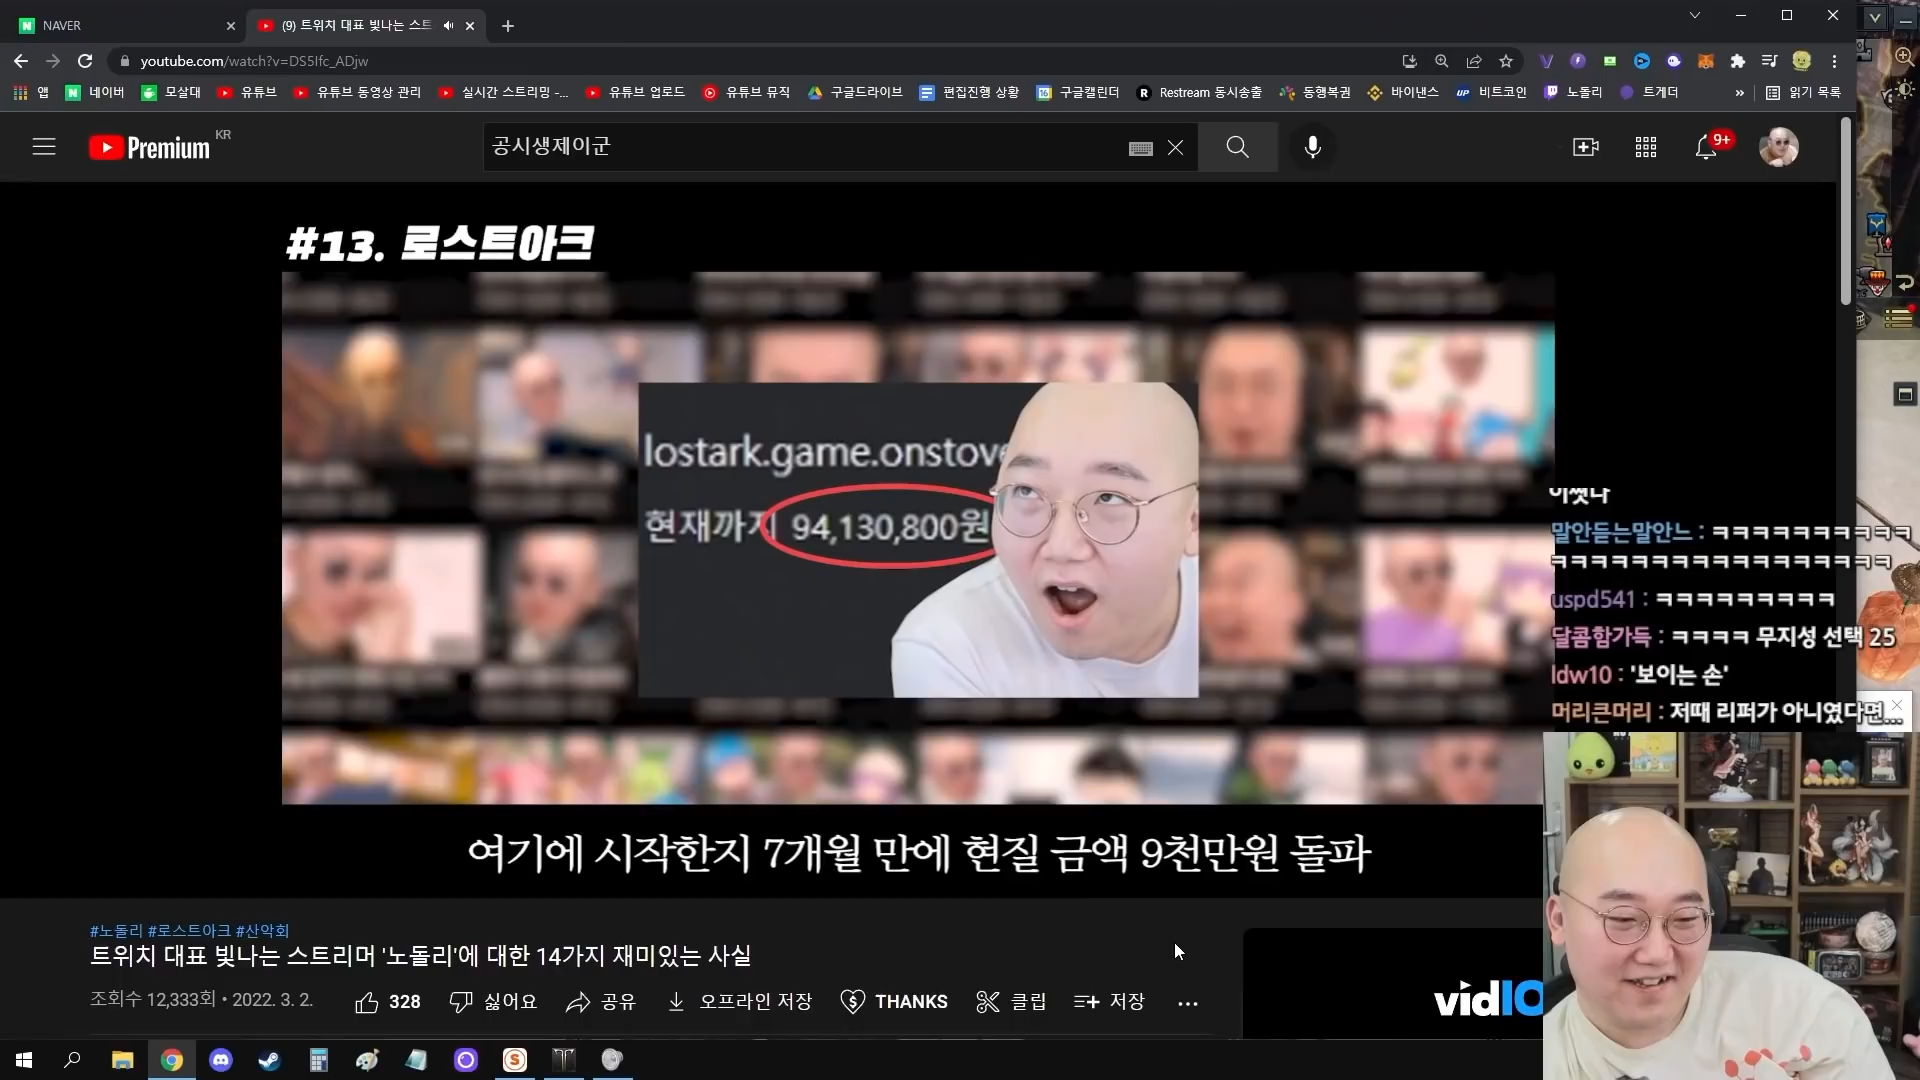 NAVER
(9) 트위치 대표 빛나는 스트
youtube.com/watch?v=DS5Ifc_ADjw
앱 네이버 모살대 유튜브 유튜브 동영상 관리 실시간 스트리밍 -... 유튜브 업로드 유튜브 뮤직 구글드라이브 편집진행 상황 구글캘린더 Restream 동시송출 동행복권 바이낸스 비트코인 노돌리 트게더 » 읽기 목록
Premium KR
공시생제이군
9+
#13. 로스트아크
lostark.game.onstove
현재까지 94,130,800원
말안듣는말안느 : ㅋㅋㅋㅋㅋㅋㅋㅋㅋㅋㅋ
ㅋㅋㅋㅋㅋㅋㅋㅋㅋㅋㅋㅋㅋㅋㅋㅋㅋㅋ
uspd541 : ㅋㅋㅋㅋㅋㅋㅋㅋㅋㅋ
달콤함가득 : ㅋㅋㅋㅋ 무지성 선택 25
ldw10 : '보이는 손'
머리큰머리 : 저때 리퍼가 아니였다면...
여기에 시작한지 7개월 만에 현질 금액 9천만원 돌파
#노돌리 #로스트아크 #산악회
트위치 대표 빛나는 스트리머 '노돌리'에 대한 14가지 재미있는 사실
조회수 12,333회 • 2022. 3. 2.
328 싫어요 공유 오프라인 저장 THANKS 클립 저장
vidIQ